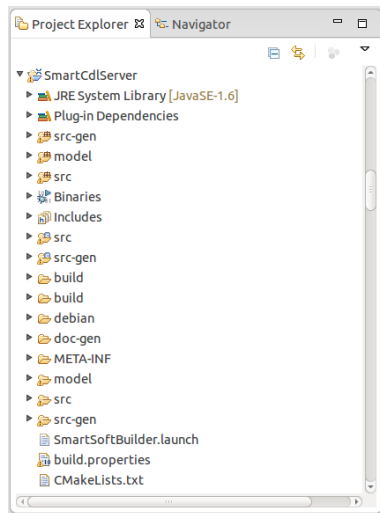 Project Explorer Navigator
SmartCdlServer
JRE System Library [JavaSE-1.6]
Plug-in Dependencies
src-gen
model
src
Binaries
Includes
src
src-gen
build
build
debian
doc-gen
META-INF
model
src
src-gen
SmartSoftBuilder.launch
build.properties
CMakeLists.txt